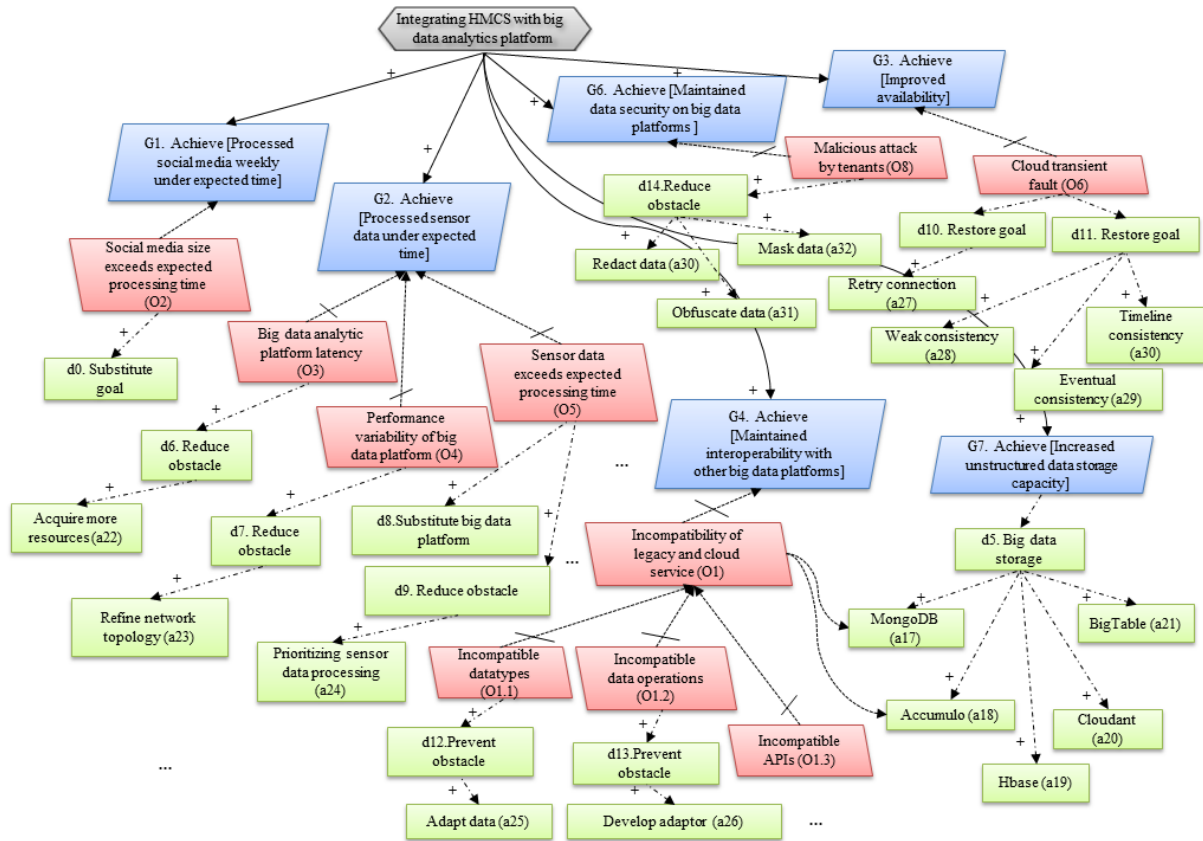 Integrating HMCS with big
data analytics platform
+
+
+
+
+
G3. Achieve
[Improved
availability]
G6. Achieve [Maintained
data security on big data
platforms ]
G1. Achieve [Processed
social media weekly
under expected time]
G2. Achieve
[Processed sensor
data under expected
time]
Malicious attack
by tenants (O8)
Cloud transient
fault (O6)
+
d14.Reduce
obstacle
+
+
d10. Restore goal
d11. Restore goal
Social media size
exceeds expected
processing time
(O2)
+
+
Redact data (a30)
Mask data (a32)
+
Retry connection
(a27)
+
Obfuscate data (a31)
+
Weak consistency
(a28)
+
Timeline
consistency
(a30)
+
d0. Substitute
goal
Big data analytic
platform latency
(O3)
Sensor data
exceeds expected
processing time
(O5)
+
Eventual
consistency (a29)
+
+
Performance
variability of big
data platform (O4)
+
G4. Achieve
[Maintained
interoperability with
other big data platforms]
+
G7. Achieve [Increased
unstructured data storage
capacity]
d6. Reduce
obstacle
...
+
Acquire more
resources (a22)
+
d7. Reduce
obstacle
+
d8.Substitute big data
platform
+
...
Incompatibility of
legacy and cloud
service (O1)
d5. Big data
storage
+
Refine network
topology (a23)
d9. Reduce obstacle
+
Prioritizing sensor
data processing
(a24)
+
MongoDB
(a17)
+
BigTable (a21)
Incompatible
datatypes
(O1.1)
Incompatible
data operations
(O1.2)
Incompatible
APIs (O1.3)
+
Accumulo (a18)
+
Cloudant
(a20)
+
Hbase (a19)
+
d12.Prevent
obstacle
+
d13.Prevent
obstacle
...
+
Adapt data (a25)
+
Develop adaptor (a26)
...